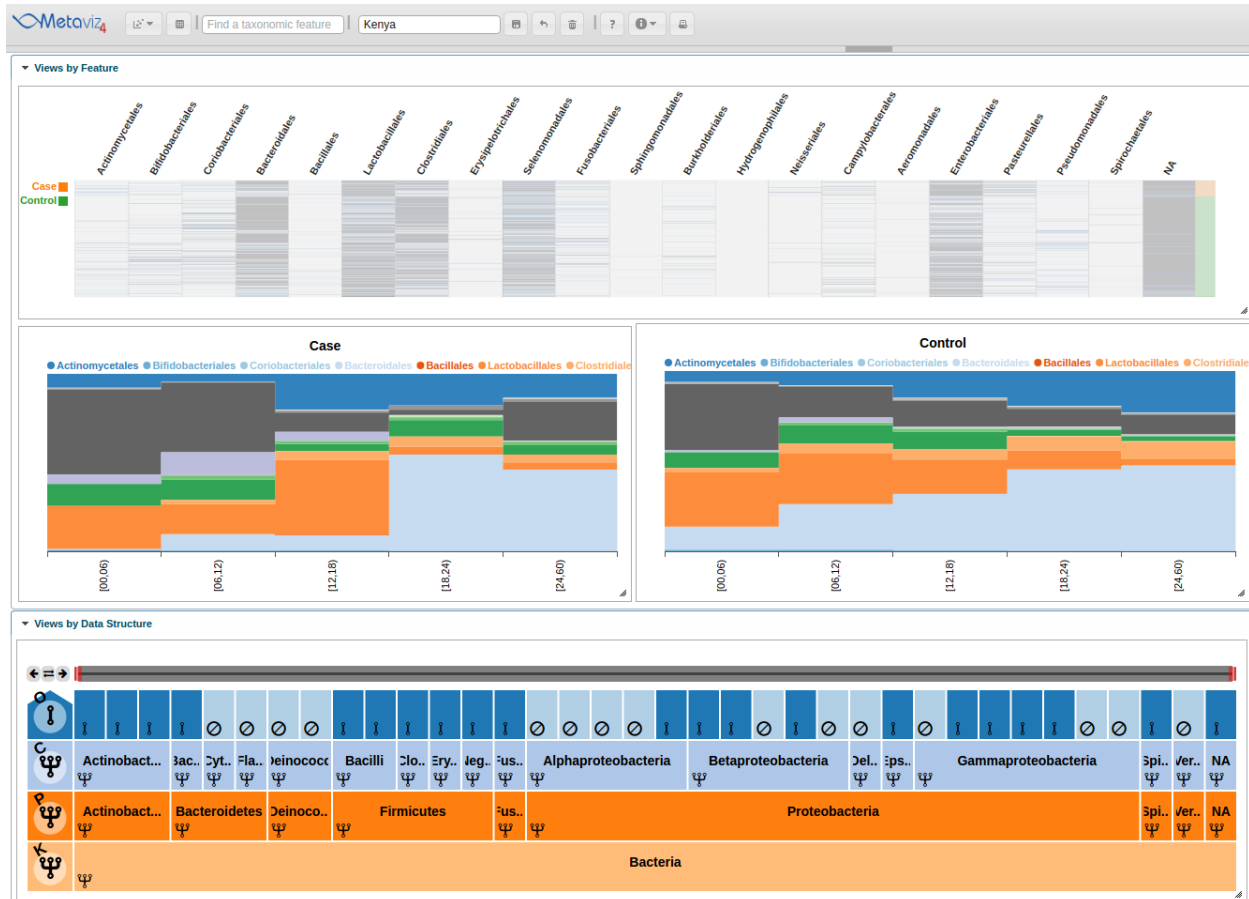 Metaviz4 Find a taxonomic feature Kenya ?
Views by Feature
Actinomycetales Bifidobacteriales Coriobacteriales Bacteroidales Bacillales Lactobacillales Clostridiales Erysipelotrichales Selenomonadales Fusobacteriales Sphingomonadales Burkholderiales Hydrogenophilales Neisseriales Campylobacterales Aeromonadales Enterobacteriales Pasteurellales Pseudomonadales Spirochaetales NA
Case
Control
Case
Actinomycetales Bifidobacteriales Coriobacteriales Bacteroidales Bacillales Lactobacillales Clostridiale
[00,06) [06,12) [12,18) [18,24) [24,60)
Control
Actinomycetales Bifidobacteriales Coriobacteriales Bacteroidales Bacillales Lactobacillales Clostridiale
[00,06) [06,12) [12,18) [18,24) [24,60)
Views by Data Structure
O
C Actinobact... Bac.. Cyt.. Fla.. Deinococc Bacilli Clo.. Ery.. Neg.. Fus.. Alphaproteobacteria Betaproteobacteria Del.. Eps.. Gammaproteobacteria Spi.. Ver.. NA
P Actinobact... Bacteroidetes Deinoco.. Firmicutes Fus.. Proteobacteria Spi.. Ver.. NA
K Bacteria